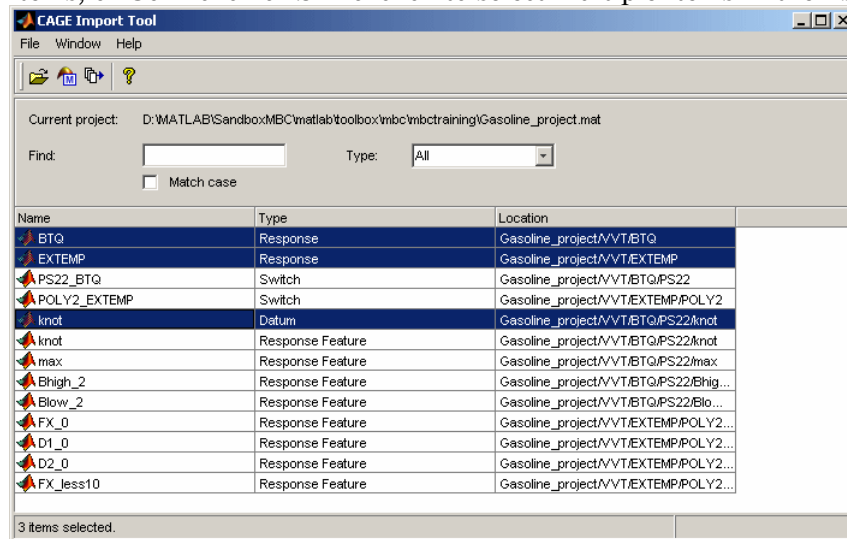 CAGE Import Tool
File Window Help
Current project: D:\MATLAB\SandboxMBC\matlab\toolbox\mbc\mbctraining\Gasoline_project.mat
Find: Type: All
Match case
Name Type Location
BTQ Response Gasoline_project/VVT/BTQ
EXTEMP Response Gasoline_project/VVT/EXTEMP
PS22_BTQ Switch Gasoline_project/VVT/BTQ/PS22
POLY2_EXTEMP Switch Gasoline_project/VVT/EXTEMP/POLY2
knot Datum Gasoline_project/VVT/BTQ/PS22/knot
knot Response Feature Gasoline_project/VVT/BTQ/PS22/knot
max Response Feature Gasoline_project/VVT/BTQ/PS22/max
Bhigh_2 Response Feature Gasoline_project/VVT/BTQ/PS22/Bhig...
Blow_2 Response Feature Gasoline_project/VVT/BTQ/PS22/Blo...
FX_0 Response Feature Gasoline_project/VVT/EXTEMP/POLY2...
D1_0 Response Feature Gasoline_project/VVT/EXTEMP/POLY2...
D2_0 Response Feature Gasoline_project/VVT/EXTEMP/POLY2...
FX_less10 Response Feature Gasoline_project/VVT/EXTEMP/POLY2...
3 items selected.